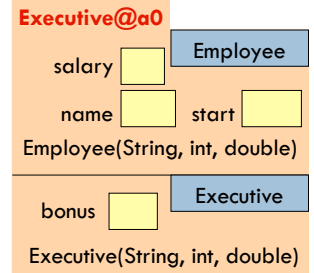 Executive@a0
Employee
salary
name start
Employee(String, int, double)
Executive
bonus
Executive(String, int, double)